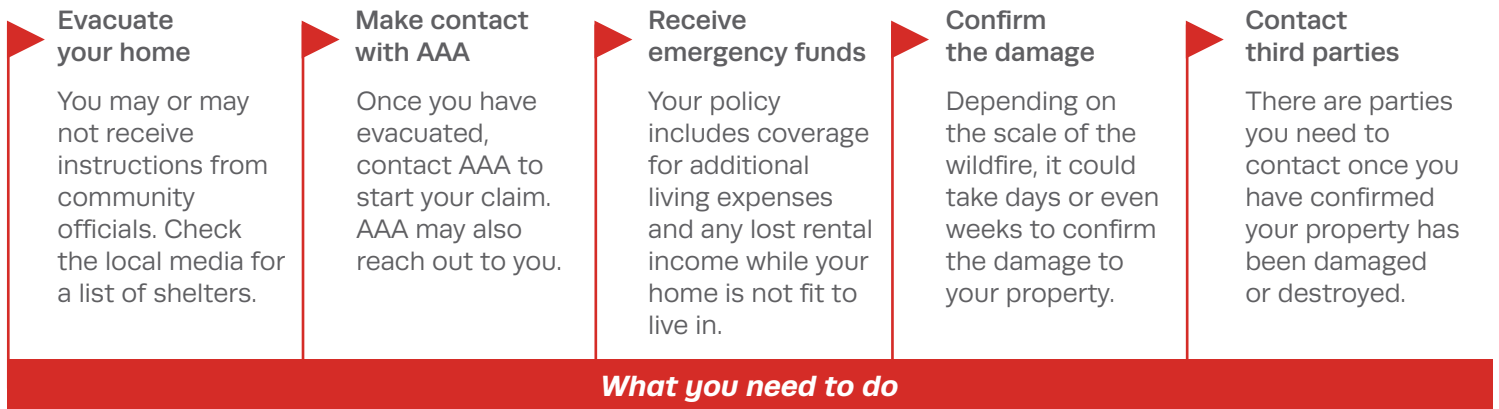 Evacuate
your home
You may or may
not receive
instructions from
community
officials. Check
the local media for
a list of shelters.
Make contact
with AAA
Once you have
evacuated,
contact AAA to
start your claim.
AAA may also
reach out to you.
Receive
emergency funds
Your policy
includes coverage
for additional
living expenses
and any lost rental
income while your
home is not fit to
live in.
Confirm
the damage
Depending on
the scale of the
wildfire, it could
take days or even
weeks to confirm
the damage to
your property.
Contact
third parties
There are parties
you need to
contact once you
have confirmed
your property has
been damaged
or destroyed.
What you need to do